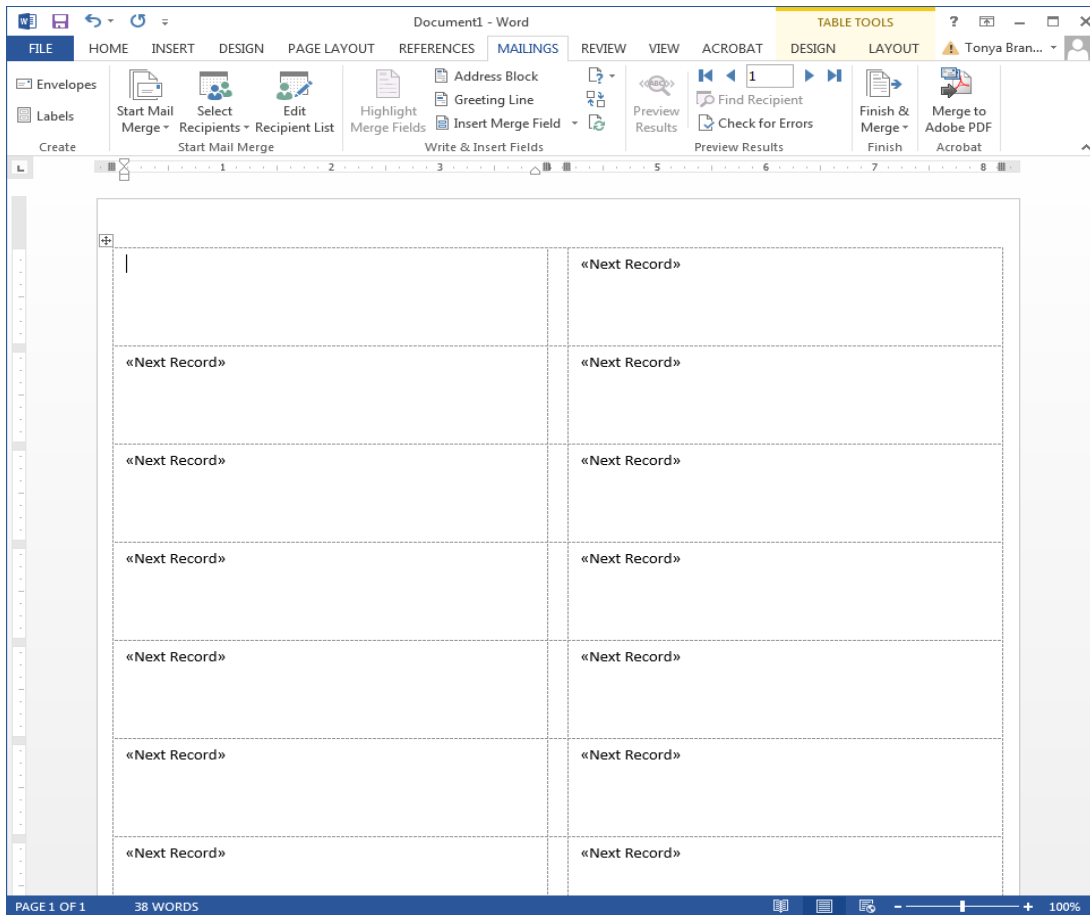 Document1 - Word
TABLE TOOLS
?
FILE HOME INSERT DESIGN PAGE LAYOUT REFERENCES MAILINGS REVIEW VIEW ACROBAT DESIGN LAYOUT Tonya Bran...
Envelopes
Labels
Create
Start Mail
Merge
Select
Recipients
Edit
Recipient List
Start Mail Merge
Highlight
Merge Fields
Address Block
Greeting Line
Insert Merge Field
Write & Insert Fields
ABC
Preview
Results
1
Find Recipient
Check for Errors
Preview Results
Finish &
Merge
Finish
Merge to
Adobe PDF
Acrobat
1 2 3 5 6 7 8
«Next Record»
«Next Record» «Next Record»
«Next Record» «Next Record»
«Next Record» «Next Record»
«Next Record» «Next Record»
«Next Record» «Next Record»
«Next Record» «Next Record»
PAGE 1 OF 1 38 WORDS 100%